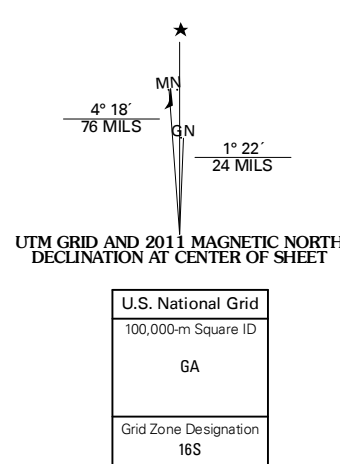 ★
MN
4° 18´
76 MILS
GN
1° 22´
24 MILS
UTM GRID AND 2011 MAGNETIC NORTH
DECLINATION AT CENTER OF SHEET
U.S. National Grid
100,000-m Square ID
GA
Grid Zone Designation
16S